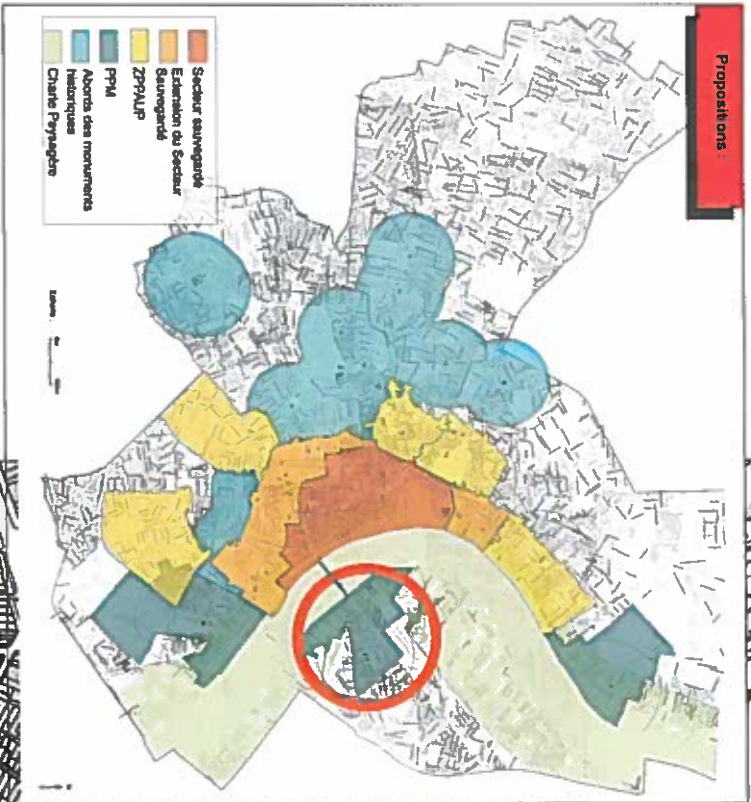 Propositions :
Secteur sauvegardé
Extension du Secteur
Sauvegardé
ZPPAUP
PPM
Abords des monuments
historiques
Charte Paysagère